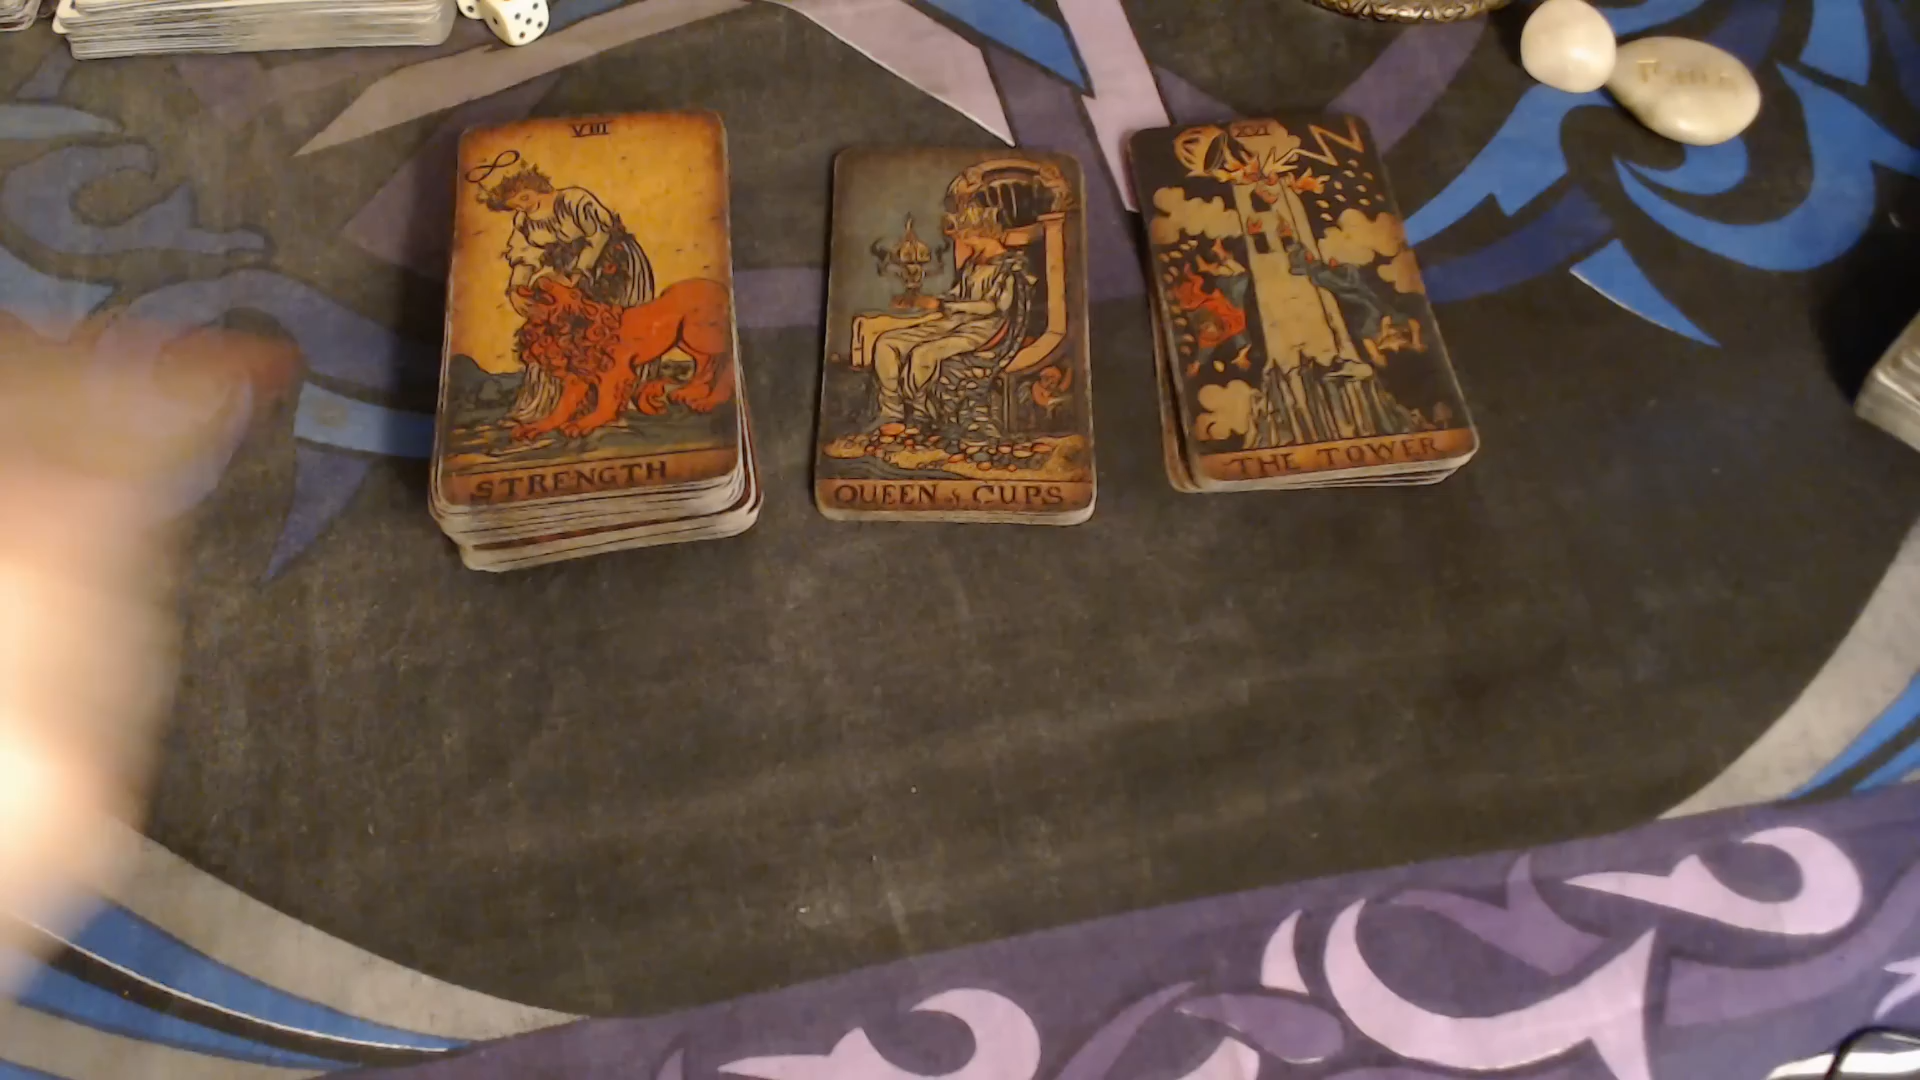 VIII
STRENGTH
QUEEN of CUPS
XVI
THE TOWER